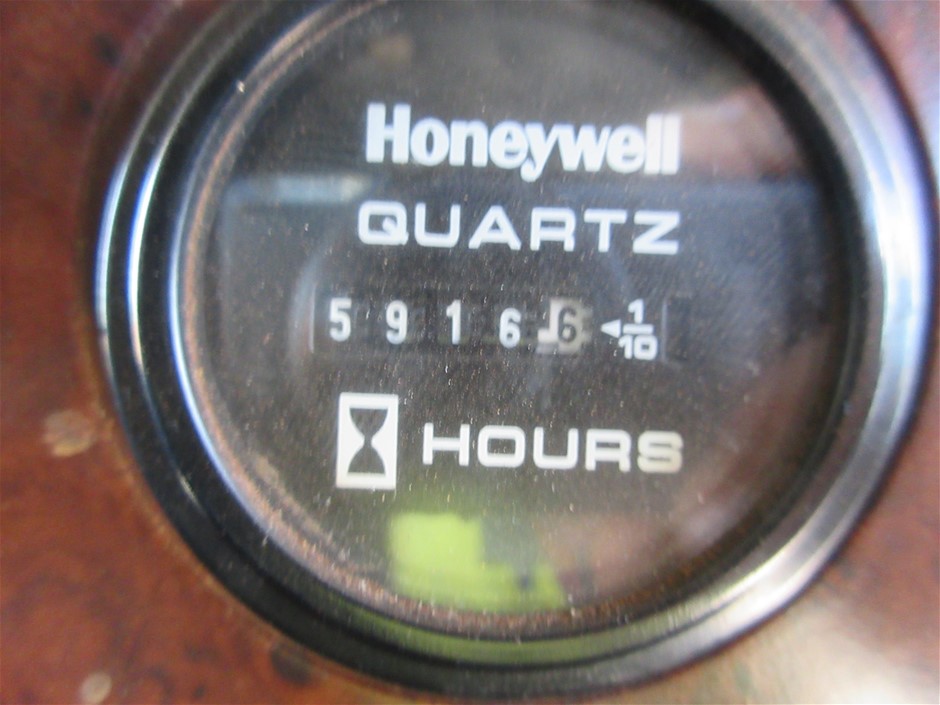 Honeywell
QUARTZ
5 9 1 6 6 ◄ 1/10
HOURS